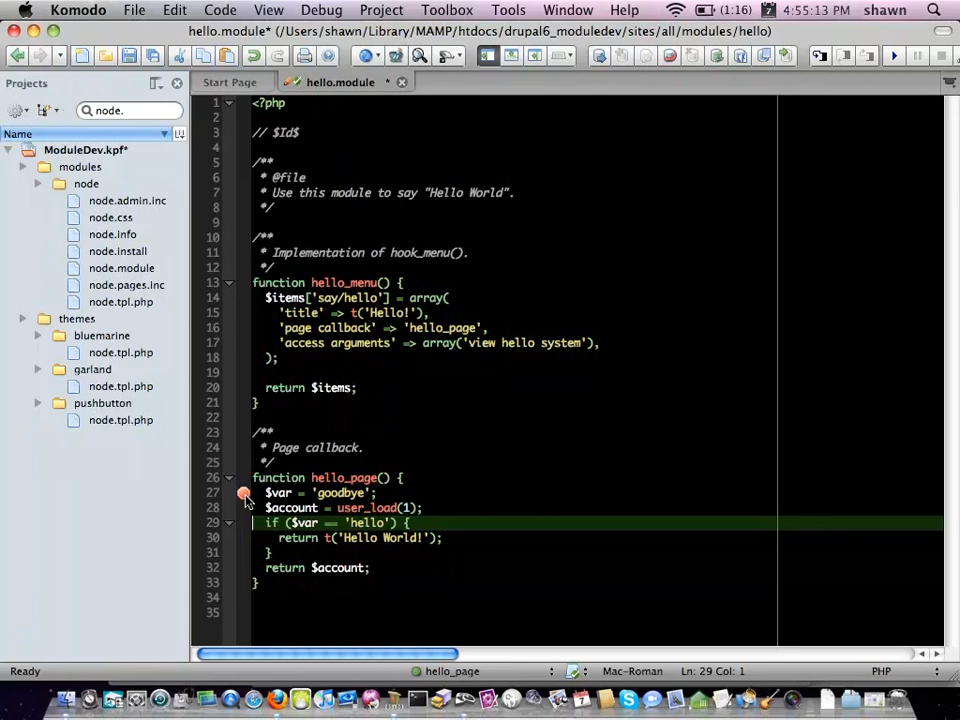 Komodo File Edit Code View Debug Project Toolbox Tools Window Help (1:16) 7 4:55:13 PM shawn
hello.module* (/Users/shawn/Library/MAMP/htdocs/drupal6_moduledev/sites/all/modules/hello)
Projects
Start Page
hello.module *
node.
Name
ModuleDev.kpf*
modules
node
node.admin.inc
node.css
node.info
node.install
node.module
node.pages.inc
node.tpl.php
themes
bluemarine
node.tpl.php
garland
node.tpl.php
pushbutton
node.tpl.php
1 <?php
2
3 // $Id$
4
5 /**
6 * @file
7 * Use this module to say "Hello World".
8 */
9
10 /**
11 * Implementation of hook_menu().
12 */
13 function hello_menu() {
14 $items['say/hello'] = array(
15 'title' => t('Hello!'),
16 'page callback' => 'hello_page',
17 'access arguments' => array('view hello system'),
18 );
19
20 return $items;
21 }
22
23 /**
24 * Page callback.
25 */
26 function hello_page() {
27 $var = 'goodbye';
28 $account = user_load(1);
29 if ($var == 'hello') {
30 return t('Hello World!');
31 }
32 return $account;
33 }
34
35
Ready hello_page Mac-Roman Ln: 29 Col: 1 PHP